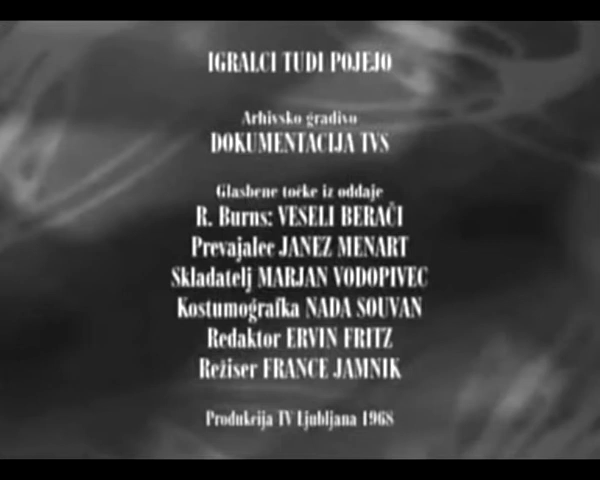 IGRALCI TUDI POJEJO
Arhivsko gradivo
DOKUMENTACIJA TVS
Glasbene točke iz oddaje
R. Burns: VESELI BERAČI
Prevajalec JANEZ MENART
Skladatelj MARJAN VODOPIVEC
Kostumografka NADA SOUVAN
Redaktor ERVIN FRITZ
Režiser FRANCE JAMNIK
Produkcija TV Ljubljana 1968